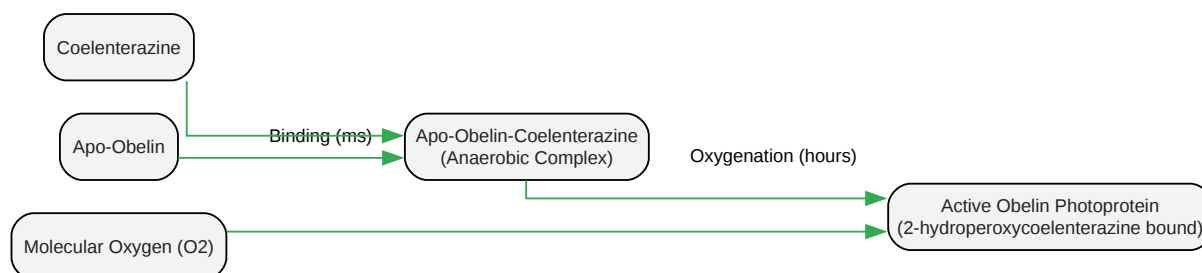 Coelenterazine
Apo-Obelin
Binding (ms)
Apo-Obelin-Coelenterazine
(Anaerobic Complex)
Oxygenation (hours)
Molecular Oxygen (O2)
Active Obelin Photoprotein
(2-hydroperoxycoelenterazine bound)